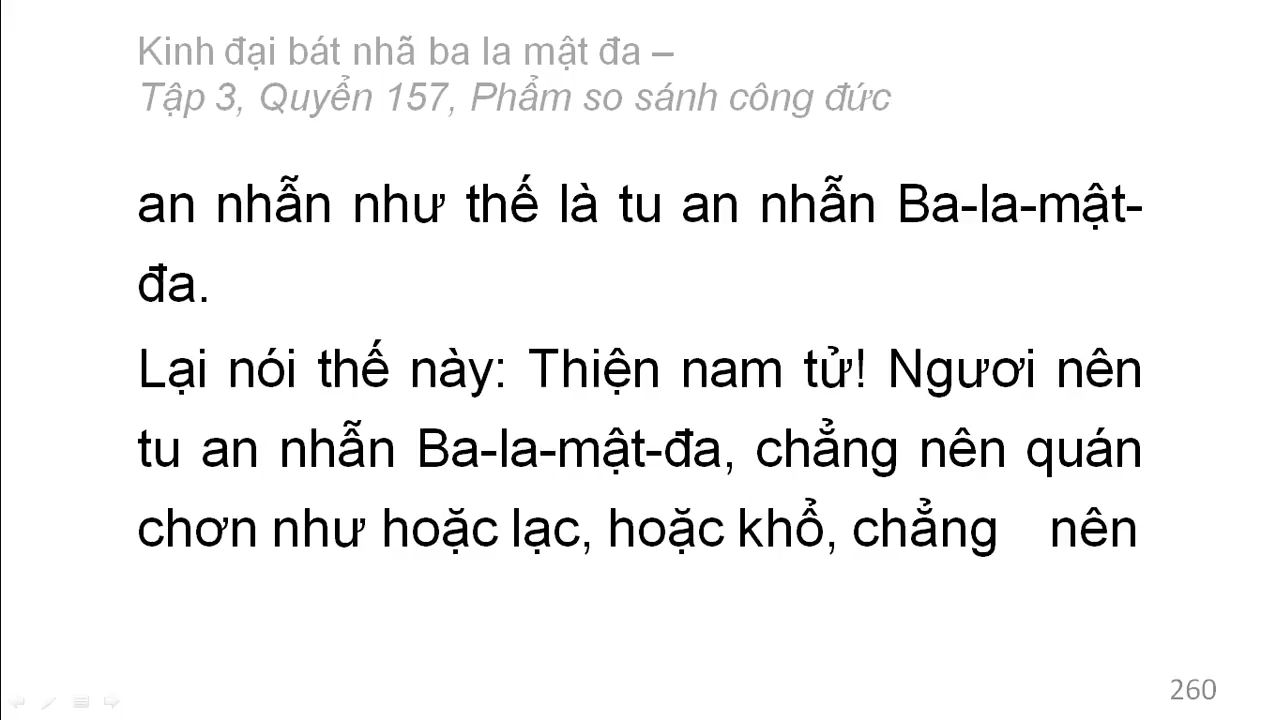 Kinh đại bát nhã ba la mật đa –
Tập 3, Quyển 157, Phẩm so sánh công đức
an nhẫn như thế là tu an nhẫn Ba-la-mật-
đa.
Lại nói thế này: Thiện nam tử! Ngươi nên
tu an nhẫn Ba-la-mật-đa, chẳng nên quán
chơn như hoặc lạc, hoặc khổ, chẳng nên
260